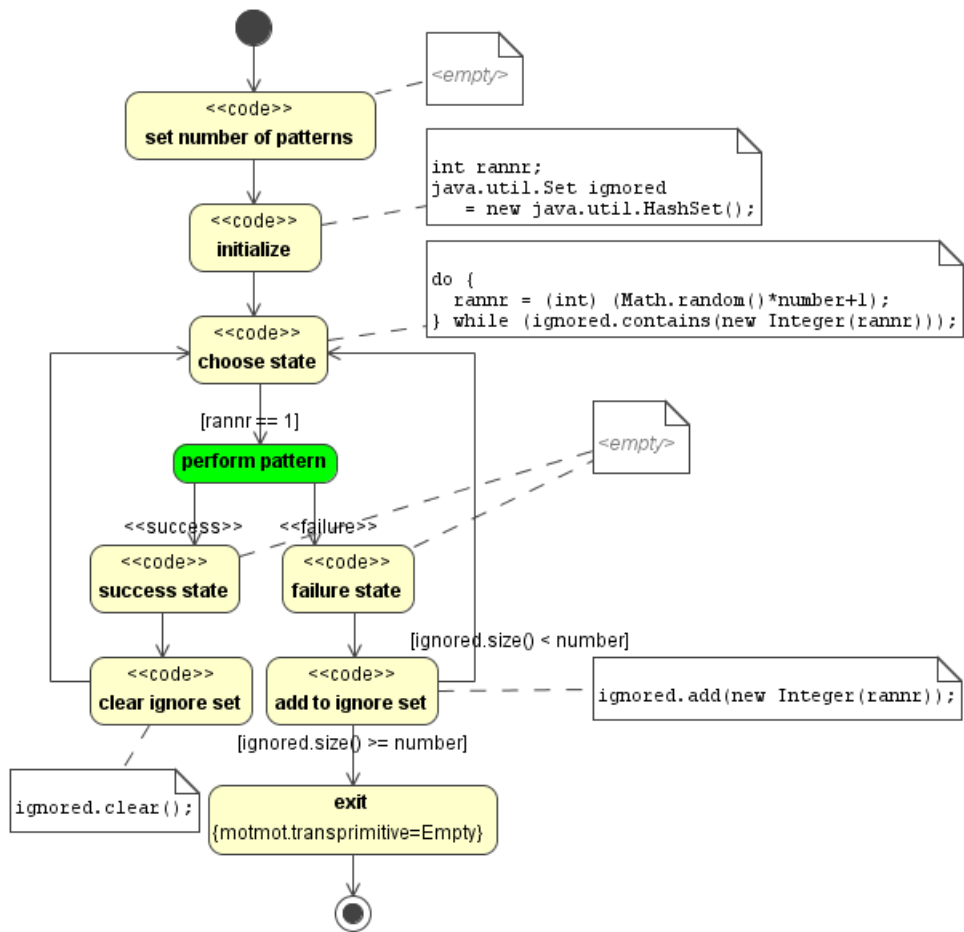 <empty>
<<code>>
set number of patterns
int rannr;
java.util.Set ignored
= new java.util.HashSet();
<<code>>
initialize
do {
rannr = (int) (Math.random()*number+1);
} while (ignored.contains(new Integer(rannr)));
<<code>>
choose state
[rannr == 1]
<empty>
perform pattern
<<success>>
<<failure>>
<<code>>
success state
<<code>>
failure state
[ignored.size() < number]
<<code>>
clear ignore set
<<code>>
add to ignore set
ignored.add(new Integer(rannr));
[ignored.size() >= number]
ignored.clear();
exit
{motmot.transprimitive=Empty}